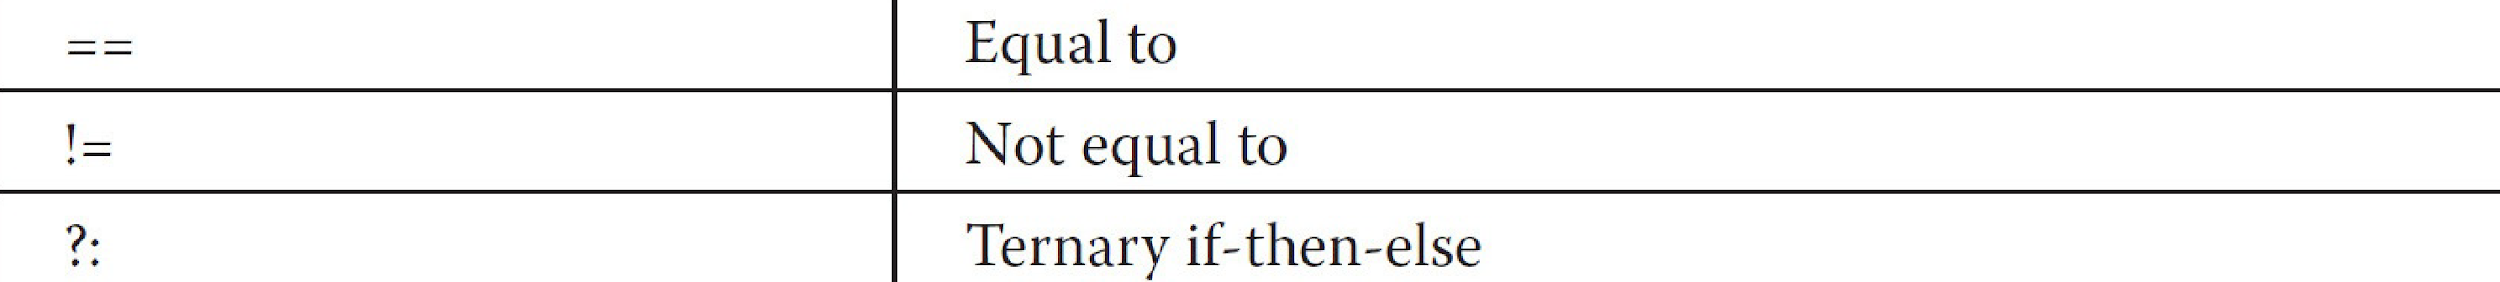 == Equal to
!= Not equal to
?: Ternary if-then-else